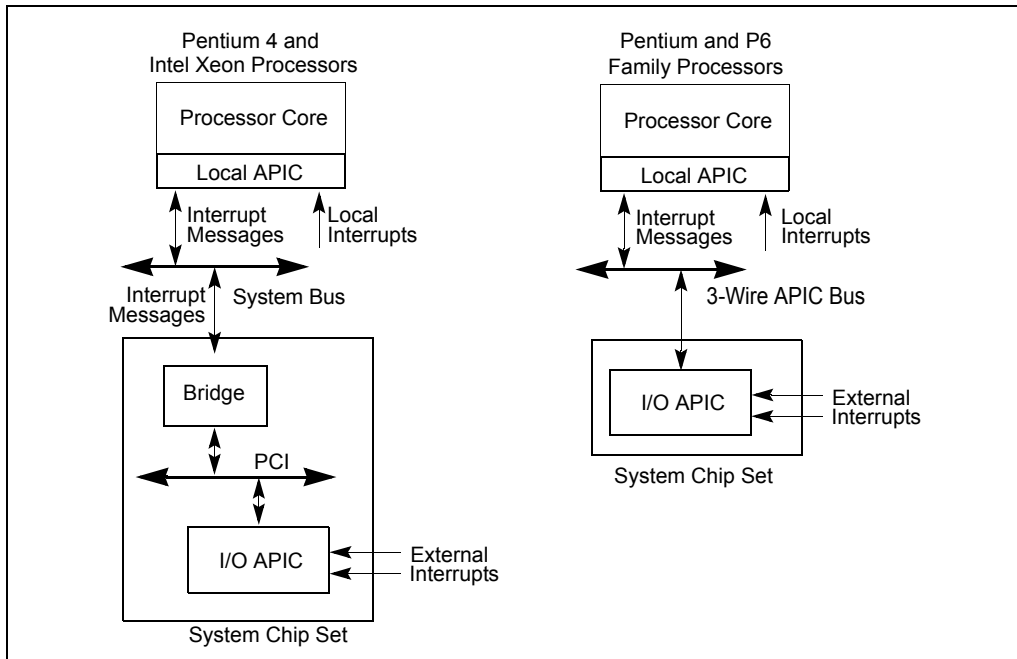 Pentium 4 and
Intel Xeon Processors
Processor Core
Local APIC
Interrupt
Messages
Local
Interrupts
System Bus
Interrupt
Messages
Bridge
PCI
I/O APIC
External
Interrupts
System Chip Set
Pentium and P6
Family Processors
Processor Core
Local APIC
Interrupt
Messages
Local
Interrupts
3-Wire APIC Bus
I/O APIC
External
Interrupts
System Chip Set